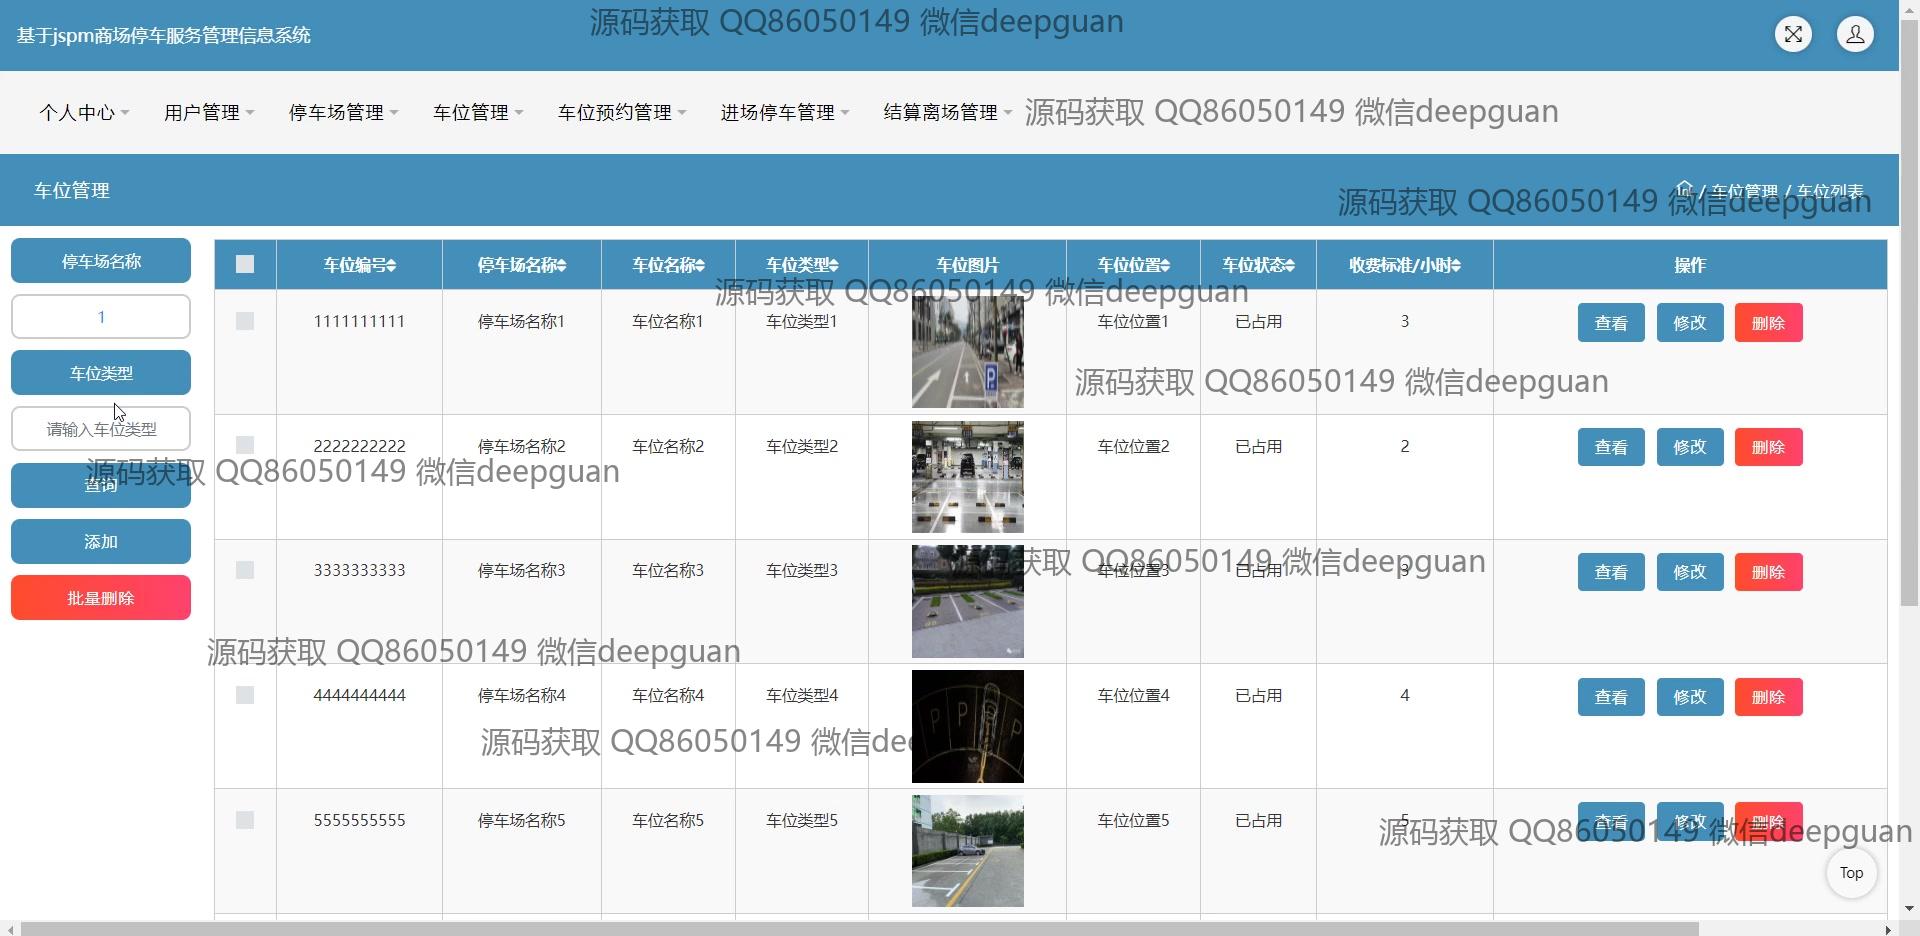 基于jspm商场停车服务管理信息系统
源码获取 QQ86050149 微信deepguan
个人中心 用户管理 停车场管理 车位管理 车位预约管理 进场停车管理 结算离场管理
源码获取 QQ86050149 微信deepguan
车位管理
/ 车位管理 / 车位列表
源码获取 QQ86050149 微信deepguan
停车场名称
1
车位类型
请输入车位类型
查询
添加
批量删除
车位编号 停车场名称 车位名称 车位类型 车位图片 车位位置 车位状态 收费标准/小时 操作
源码获取 QQ86050149 微信deepguan
1111111111 停车场名称1 车位名称1 车位类型1 车位位置1 已占用 3 查看 修改 删除
源码获取 QQ86050149 微信deepguan
2222222222 停车场名称2 车位名称2 车位类型2 车位位置2 已占用 2 查看 修改 删除
源码获取 QQ86050149 微信deepguan
3333333333 停车场名称3 车位名称3 车位类型3 车位位置3 已占用 3 查看 修改 删除
获取 QQ86050149 微信deepguan
源码获取 QQ86050149 微信deepguan
4444444444 停车场名称4 车位名称4 车位类型4 车位位置4 已占用 4 查看 修改 删除
源码获取 QQ86050149 微信dee
5555555555 停车场名称5 车位名称5 车位类型5 车位位置5 已占用 5 查看 修改 删除
源码获取 QQ86050149 微信deepguan
Top